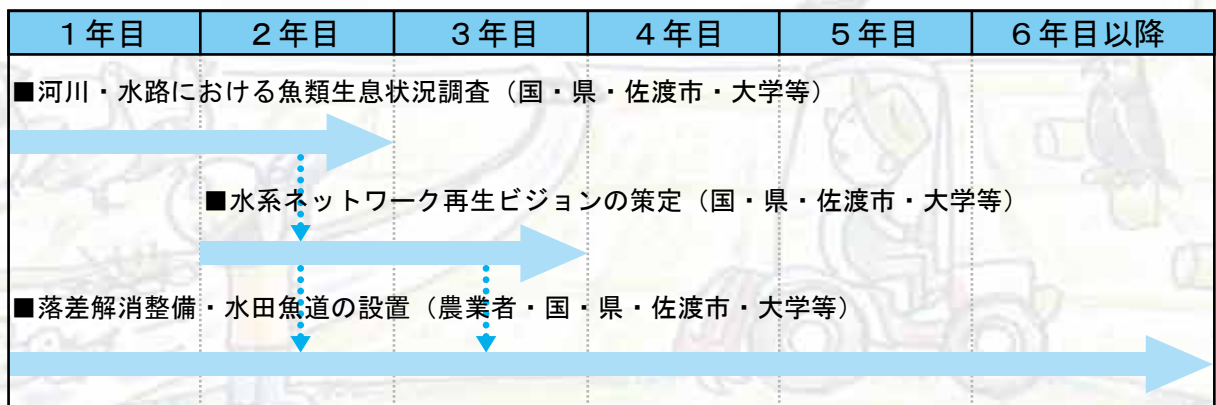 １年目 ２年目 ３年目 ４年目 ５年目 ６年目以降
■河川・水路における魚類生息状況調査（国・県・佐渡市・大学等）
■水系ネットワーク再生ビジョンの策定（国・県・佐渡市・大学等）
■落差解消整備・水田魚道の設置（農業者・国・県・佐渡市・大学等）